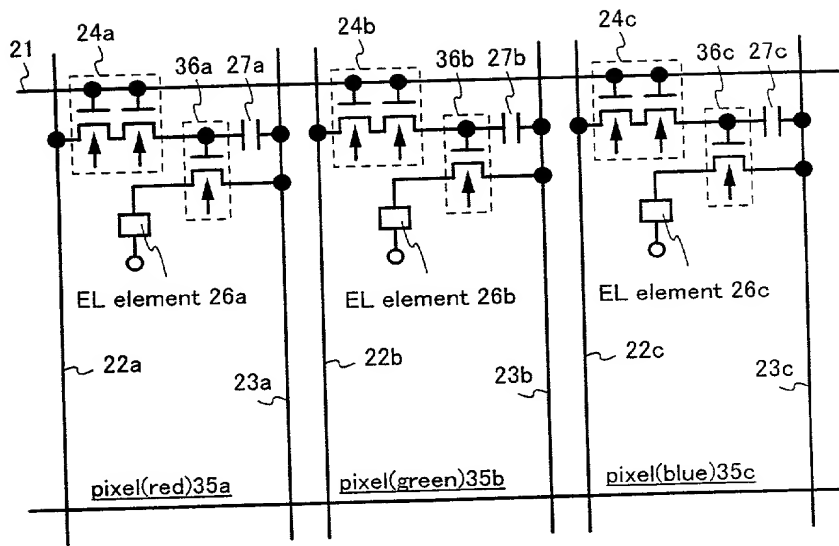 21
24a
36a
27a
24b
36b
27b
24c
36c
27c
EL element 26a
EL element 26b
EL element 26c
22a
23a
22b
23b
22c
23c
pixel(red)35a
pixel(green)35b
pixel(blue)35c